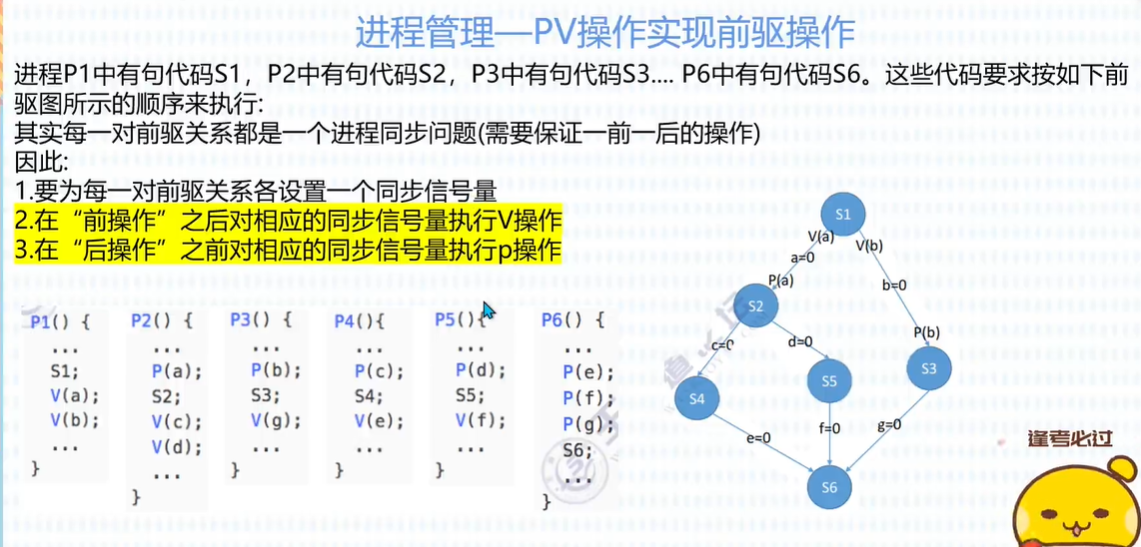 进程管理—PV操作实现前驱操作
进程P1中有句代码S1，P2中有句代码S2，P3中有句代码S3.... P6中有句代码S6。这些代码要求按如下前
驱图所示的顺序来执行:
其实每一对前驱关系都是一个进程同步问题(需要保证一前一后的操作)
因此:
1.要为每一对前驱关系各设置一个同步信号量
2.在“前操作”之后对相应的同步信号量执行V操作
3.在“后操作”之前对相应的同步信号量执行p操作
P1() {
...
S1;
V(a);
V(b);
...
}
P2() {
...
P(a);
S2;
V(c);
V(d);
...
}
P3() {
...
P(b);
S3;
V(g);
...
}
P4(){
...
P(c);
S4;
V(e);
...
}
P5(){
...
P(d);
S5;
V(f);
...
}
P6() {
...
P(e);
P(f);
P(g);
S6;
...
}
S1
V(a)
V(b)
a=0
P(a)
b=0
S2
P(b)
d=0
S4
S5
S3
e=0
f=0
g=0
S6
逢考必过